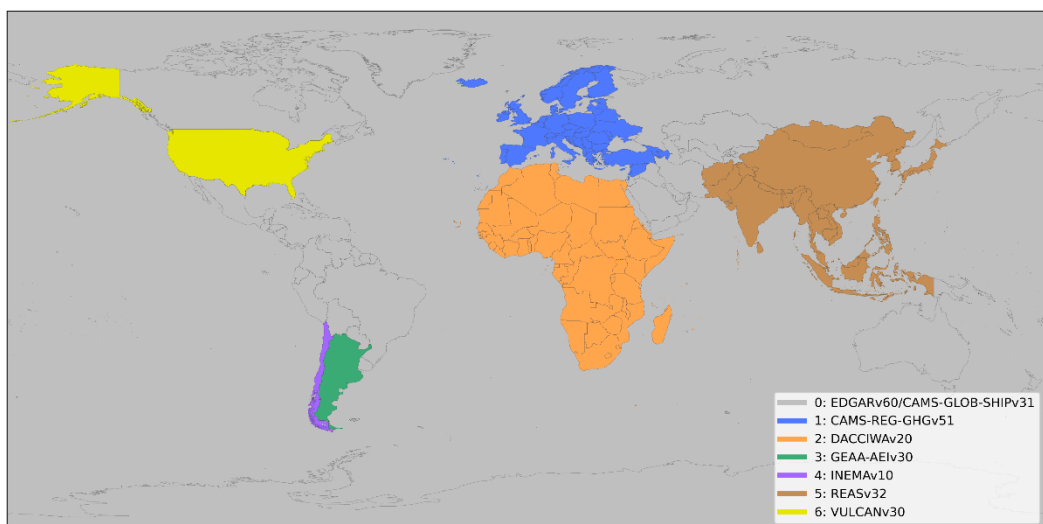 0: EDGARv60/CAMS-GLOB-SHIPv31
1: CAMS-REG-GHGv51
2: DACCIWAv20
3: GEAA-AEIv30
4: INEMAv10
5: REASv32
6: VULCANv30